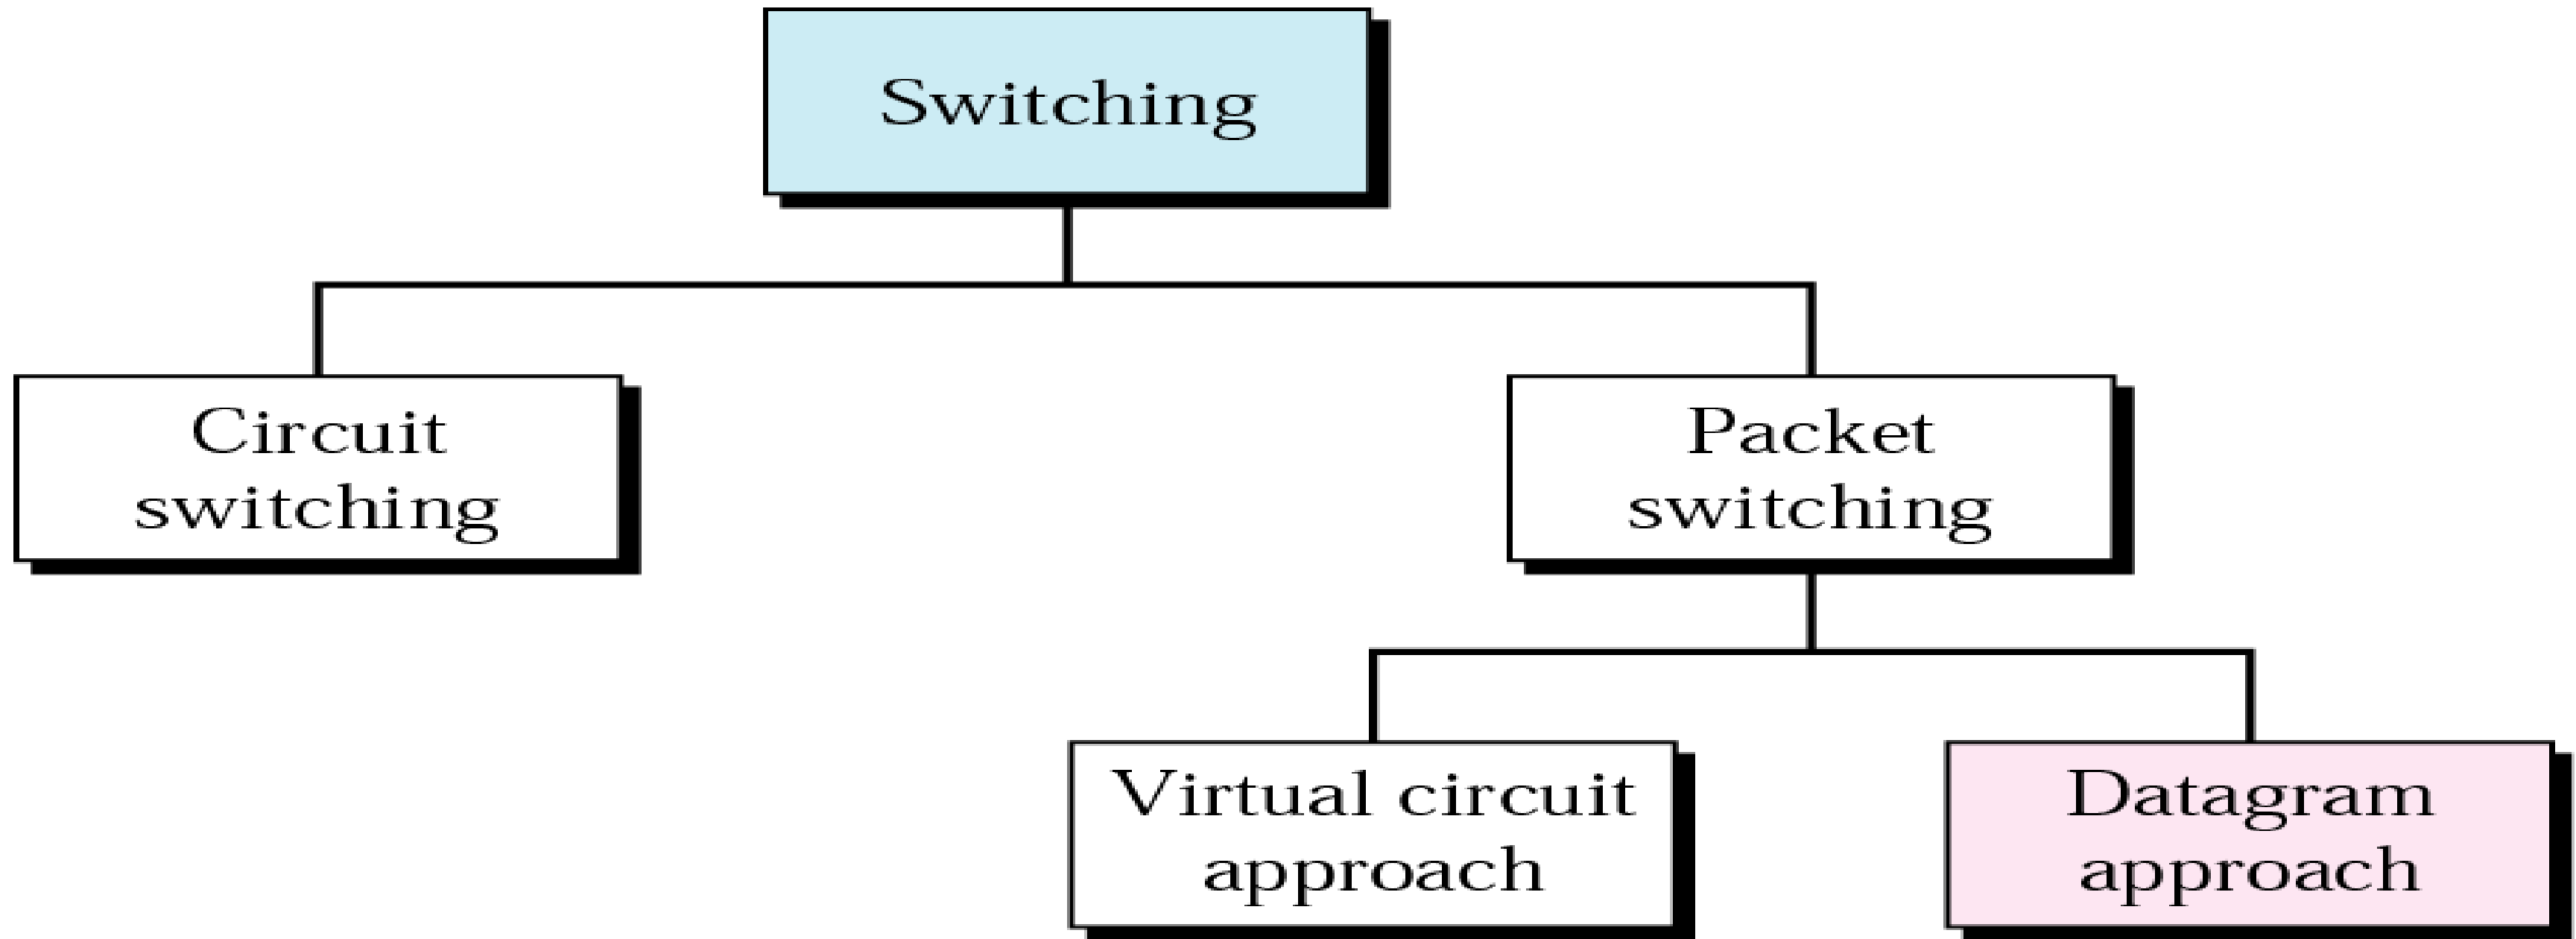 Switching
Circuit
switching
Packet
switching
Virtual circuit
approach
Datagram
approach